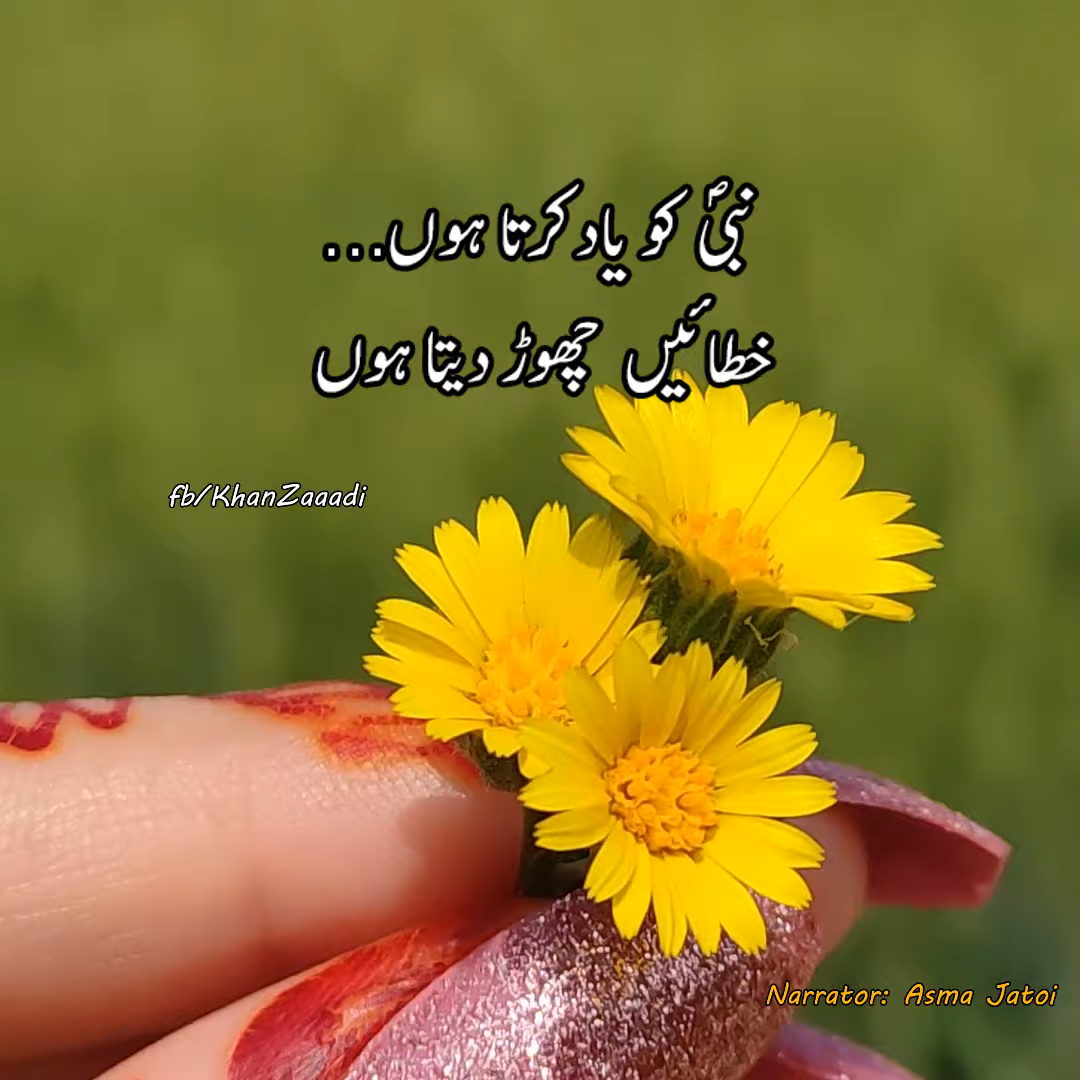 نبیؐ کو یاد کرتا ہوں...
خطائیں چھوڑ دیتا ہوں
fb/KhanZaaadi
Narrator: Asma Jatoi